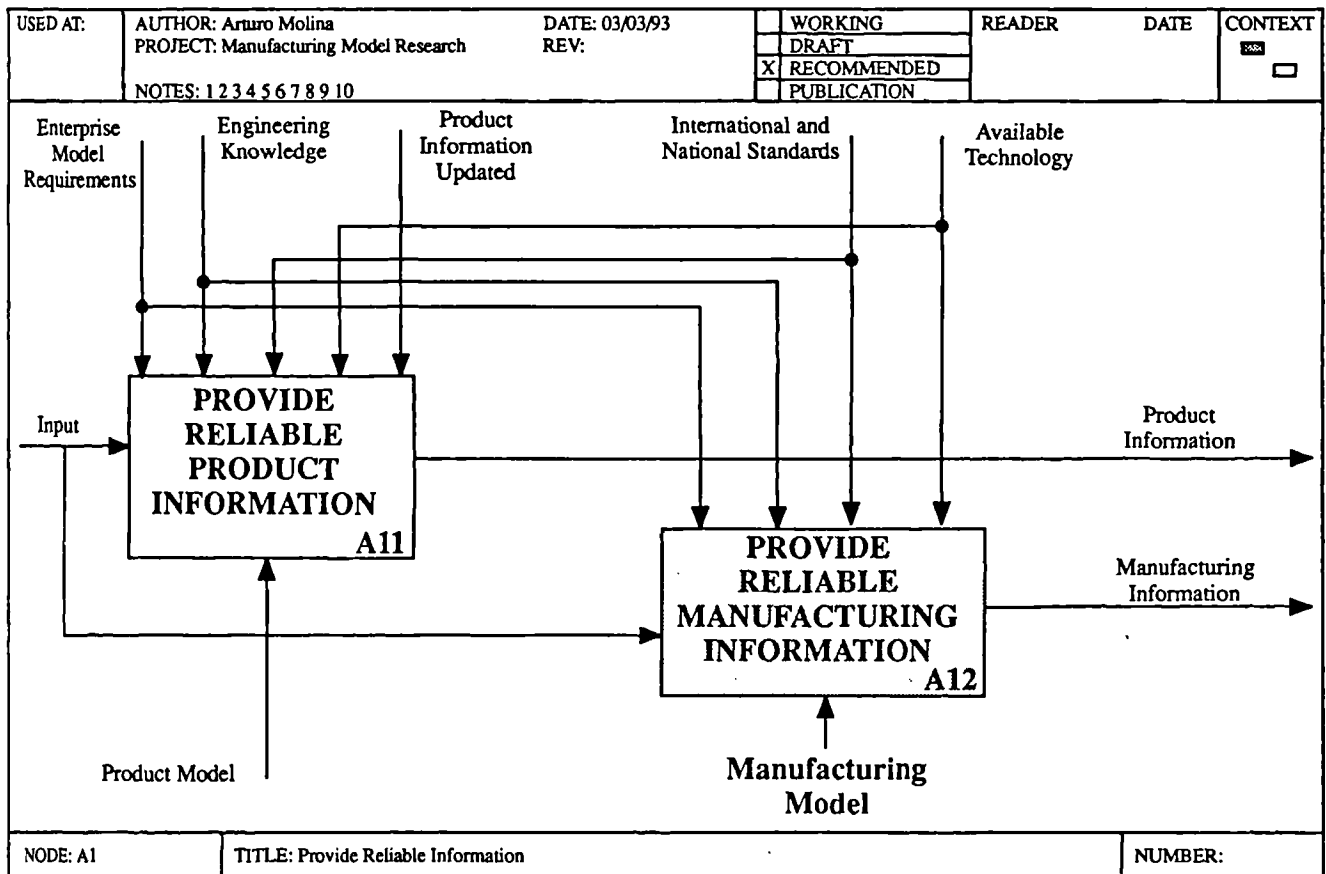 USED AT:
AUTHOR: Arturo Molina
DATE: 03/03/93
PROJECT: Manufacturing Model Research
REV:
NOTES: 1 2 3 4 5 6 7 8 9 10
WORKING
DRAFT
X RECOMMENDED
PUBLICATION
READER
DATE
CONTEXT
Enterprise
Model
Requirements
Engineering
Knowledge
Product
Information
Updated
International and
National Standards
Available
Technology
Input
PROVIDE
RELIABLE
PRODUCT
INFORMATION
A11
Product
Information
PROVIDE
RELIABLE
MANUFACTURING
INFORMATION
A12
Manufacturing
Information
Product Model
Manufacturing
Model
NODE: A1
TITLE: Provide Reliable Information
NUMBER: